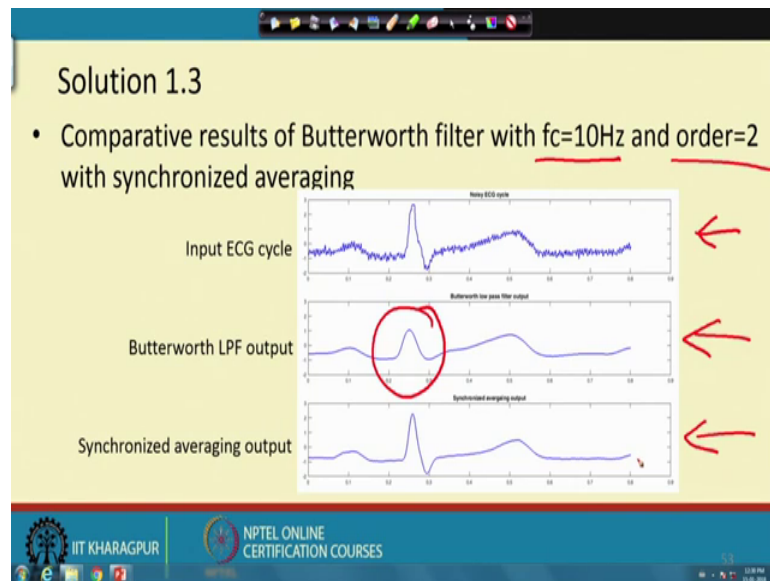 Solution 1.3
• Comparative results of Butterworth filter with fc=10Hz and order=2
with synchronized averaging
Noisy ECG cycle
Input ECG cycle
Butterworth low pass filter output
Butterworth LPF output
Synchronized avergaing output
Synchronized averaging output
IIT KHARAGPUR
NPTEL ONLINE
CERTIFICATION COURSES
53